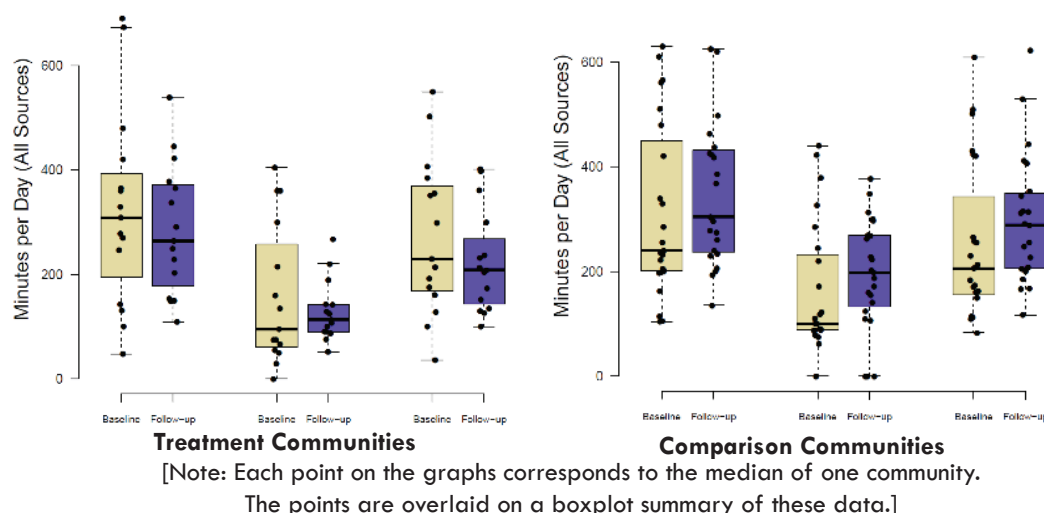 Minutes per Day (All Sources)
600
400
200
0
Baseline Follow-up Baseline Follow-up Baseline Follow-up
Treatment Communities
Minutes per Day (All Sources)
600
400
200
0
Baseline Follow-up Baseline Follow-up Baseline Follow-up
Comparison Communities
[Note: Each point on the graphs corresponds to the median of one community.
The points are overlaid on a boxplot summary of these data.]